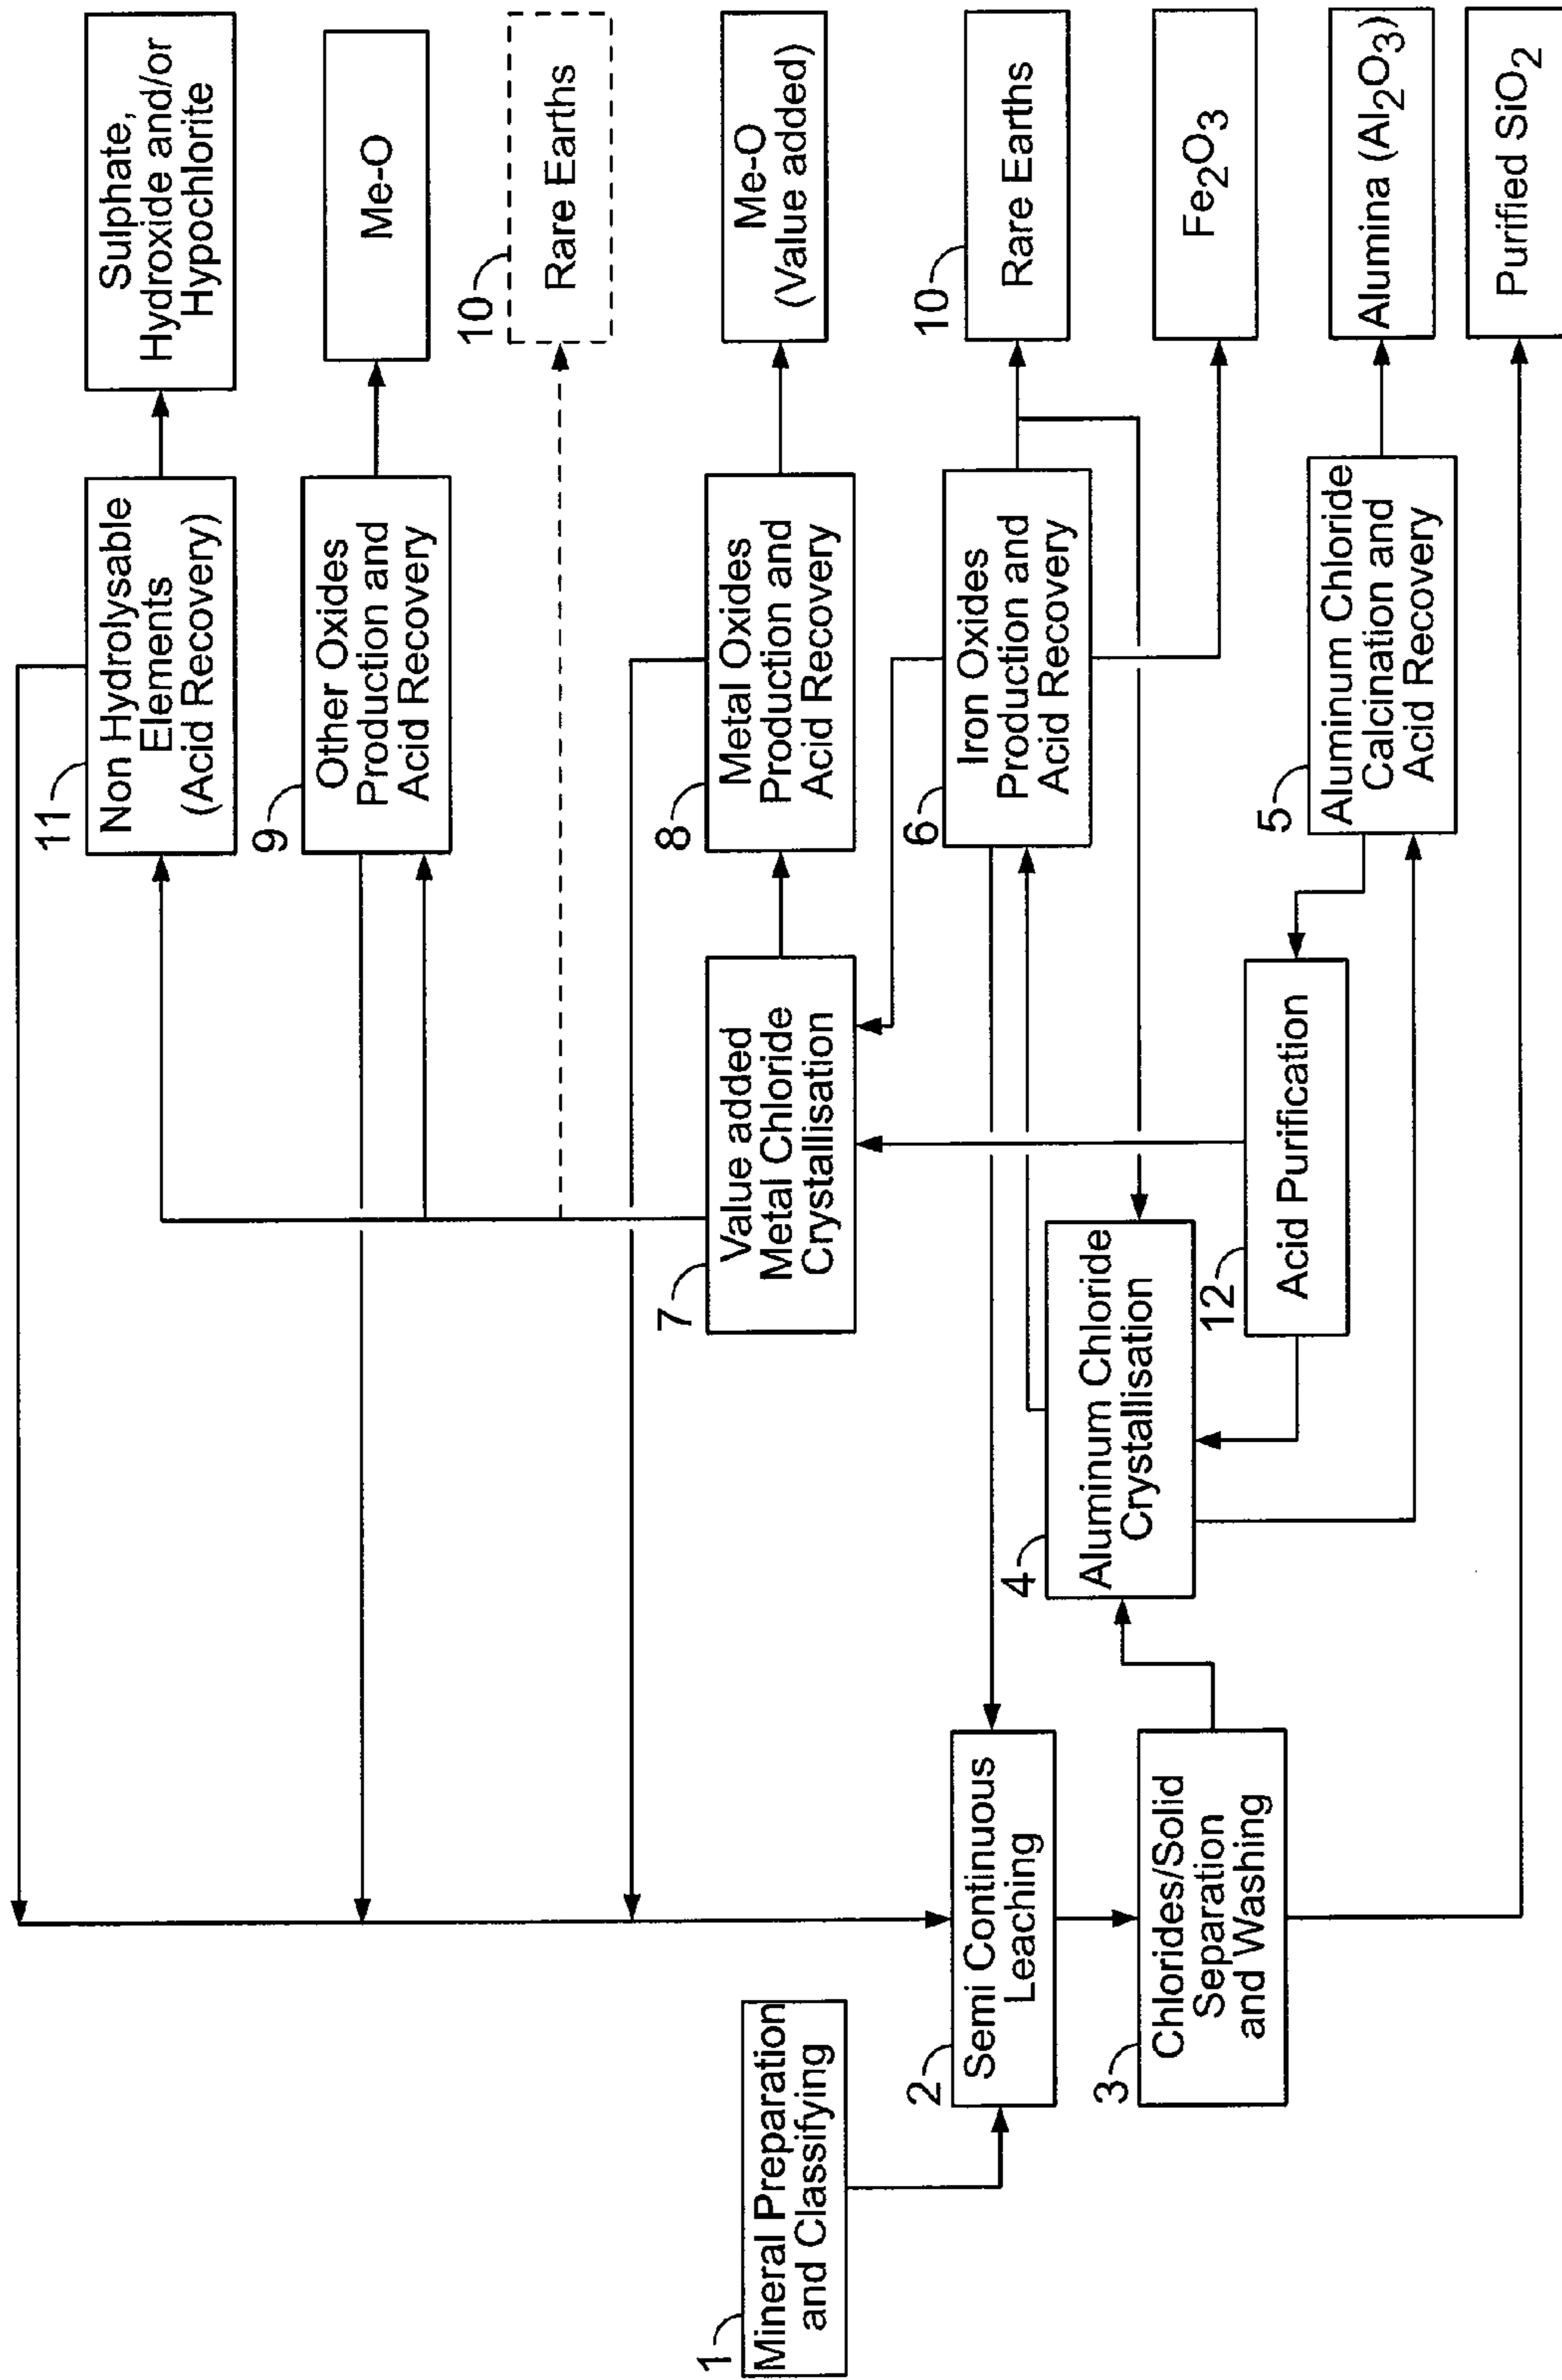 1
Mineral Preparation
and Classifying
2
Semi Continuous
Leaching
3
Chlorides/Solid
Separation
and Washing
4
Aluminum Chloride
Crystallisation
12
Acid Purification
7
Value added
Metal Chloride
Crystallisation
11
Non Hydrolysable
Elements
(Acid Recovery)
9
Other Oxides
Production and
Acid Recovery
8
Metal Oxides
Production and
Acid Recovery
6
Iron Oxides
Production and
Acid Recovery
5
Aluminum Chloride
Calcination and
Acid Recovery
Sulphate,
Hydroxide and/or
Hypochlorite
Me-O
10
Rare Earths
Me-O
(Value added)
10
Rare Earths
Fe₂O₃
Alumina (Al₂O₃)
Purified SiO₂